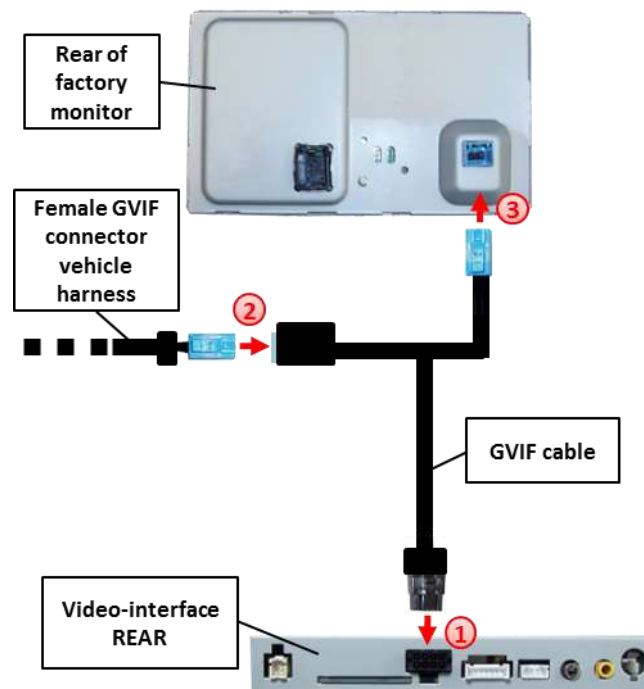 Rear of
factory
monitor
3
Female GVIF
connector
vehicle
harness
2
GVIF cable
Video-interface
REAR
1